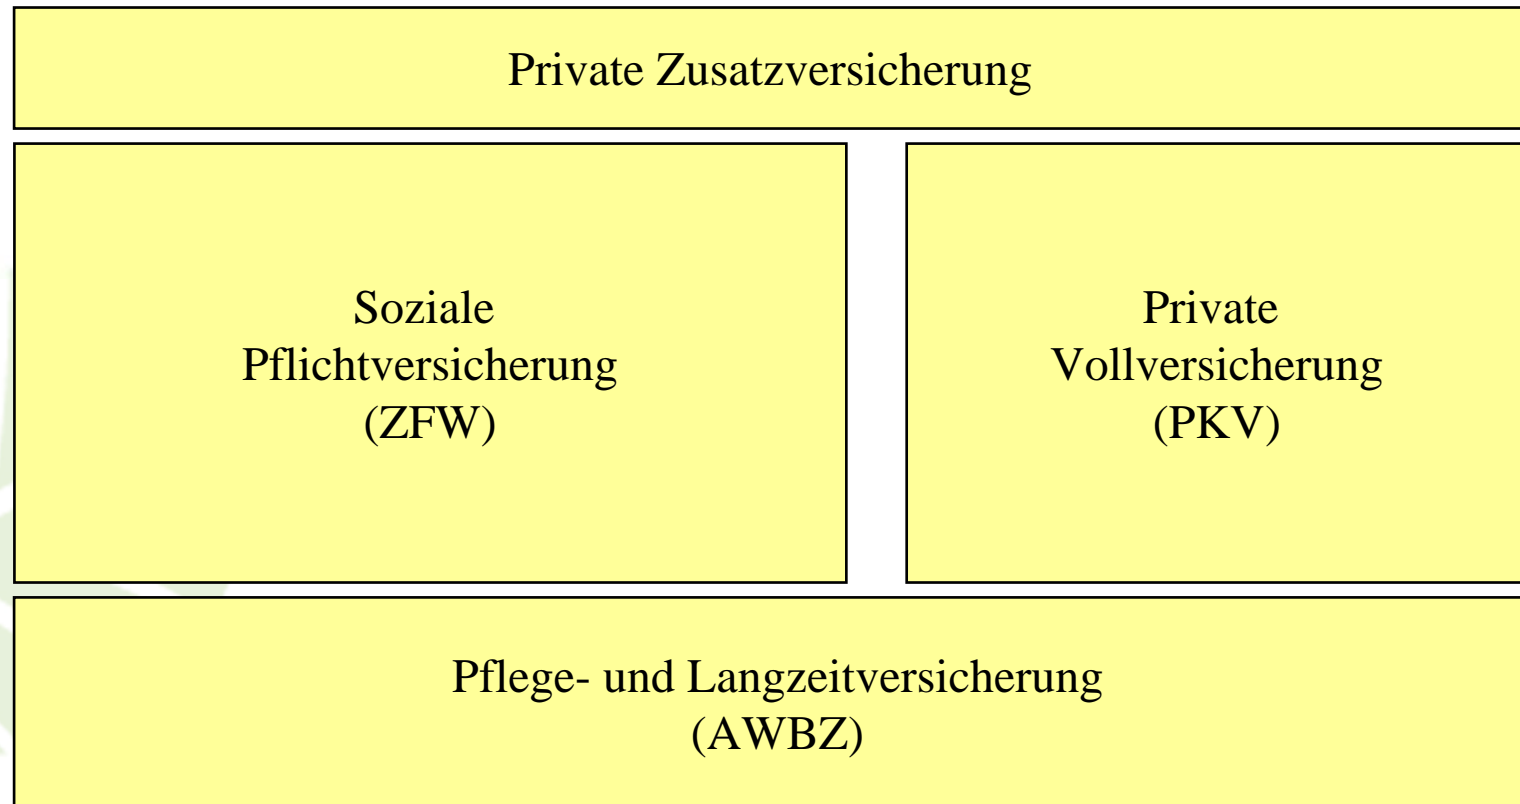 Private Zusatzversicherung
Soziale
Pflichtversicherung
(ZFW)
Private
Vollversicherung
(PKV)
Pflege- und Langzeitversicherung
(AWBZ)